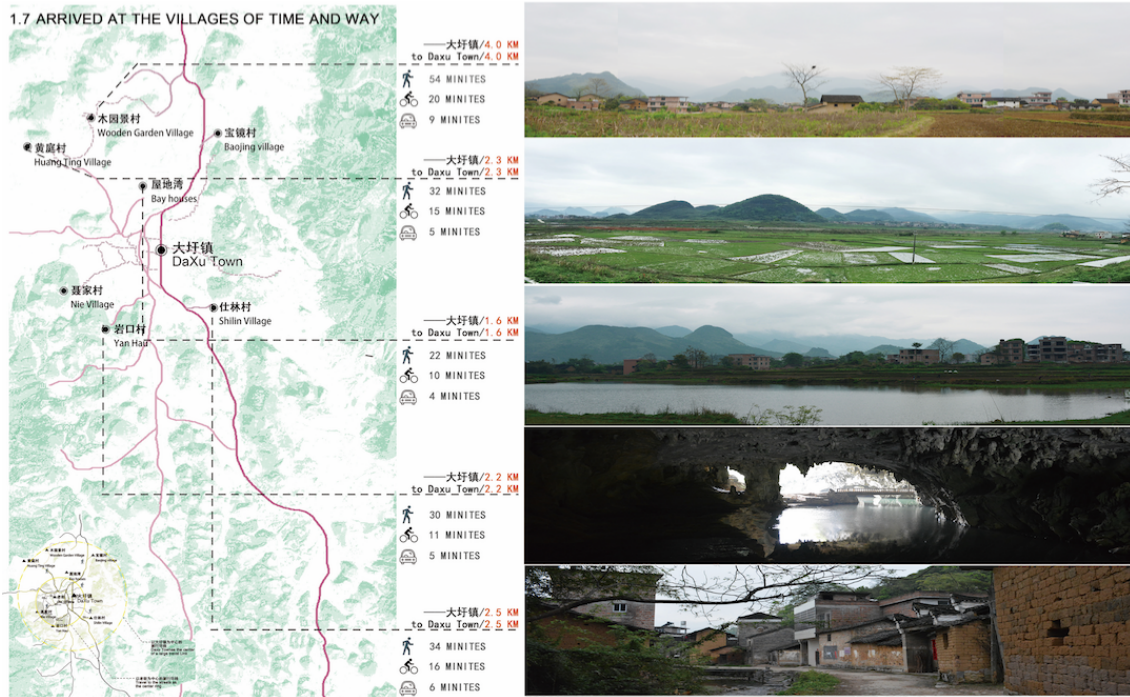 1.7 ARRIVED AT THE VILLAGES OF TIME AND WAY
——大圩镇/4.0 KM
to Daxu Town/4.0 KM
54 MINITES
20 MINITES
9 MINITES
木园景村
Wooden Garden Village
宝镜村
Baojing village
黄庭村
Huang Ting Village
——大圩镇/2.3 KM
to Daxu Town/2.3 KM
屋地湾
Bay houses
32 MINITES
15 MINITES
5 MINITES
大圩镇
DaXu Town
聂家村
Nie Village
仕林村
Shilin Village
岩口村
Yan Hau
——大圩镇/1.6 KM
to Daxu Town/1.6 KM
22 MINITES
10 MINITES
4 MINITES
——大圩镇/2.2 KM
to Daxu Town/2.2 KM
30 MINITES
11 MINITES
5 MINITES
——大圩镇/2.5 KM
to Daxu Town/2.5 KM
34 MINITES
16 MINITES
6 MINITES
DaXu Town